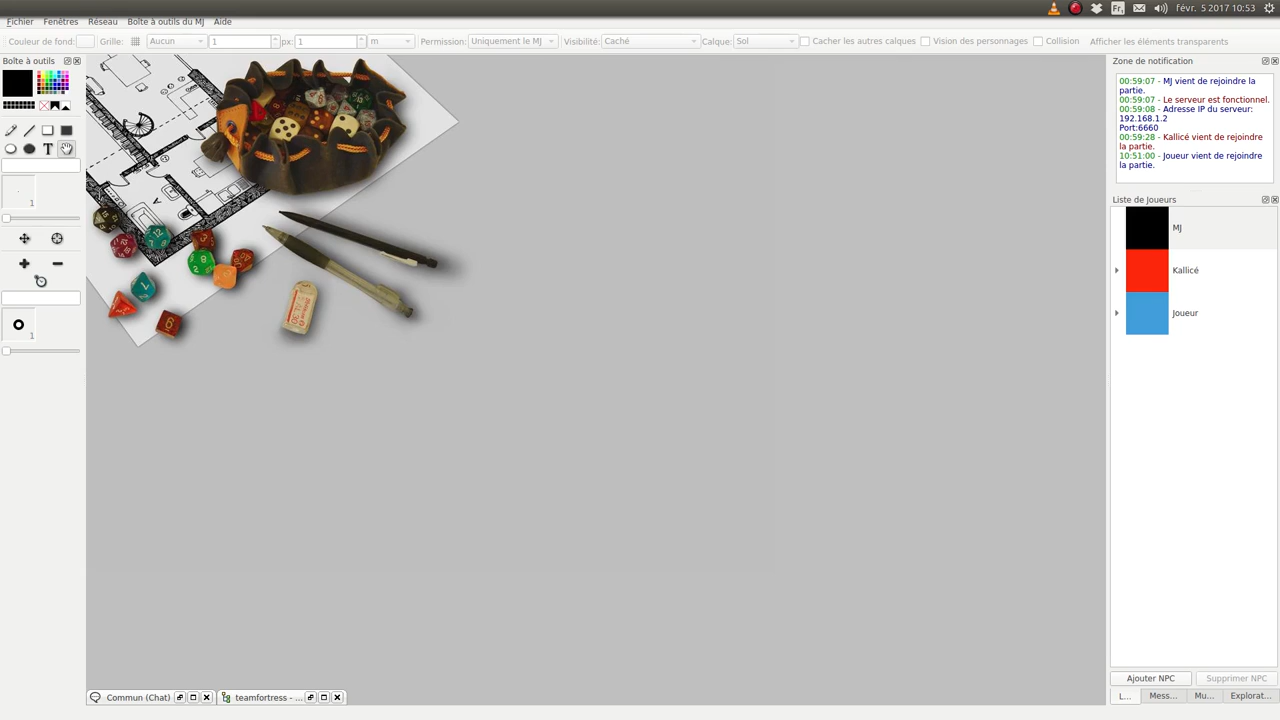 Fr₁ févr. 5 2017 10:53
Fichier Fenêtres Réseau Boîte à outils du MJ Aide
Couleur de fond: Grille: Aucun 1 px: 1 m Permission: Uniquement le MJ Visibilité: Caché Calque: Sol Cacher les autres calques Vision des personnages Collision Afficher les éléments transparents
Boîte à outils
T
1
1
Zone de notification
00:59:07 - MJ vient de rejoindre la
partie.
00:59:07 - Le serveur est fonctionnel.
00:59:08 - Adresse IP du serveur:
192.168.1.2
Port:6660
00:59:28 - Kallicé vient de rejoindre
la partie.
10:51:00 - Joueur vient de rejoindre
la partie.
Liste de Joueurs
MJ
Kallicé
Joueur
Ajouter NPC Supprimer NPC
L... Mess... Mu... Explorat...
Commun (Chat) teamfortress - ...
12
8
7
6